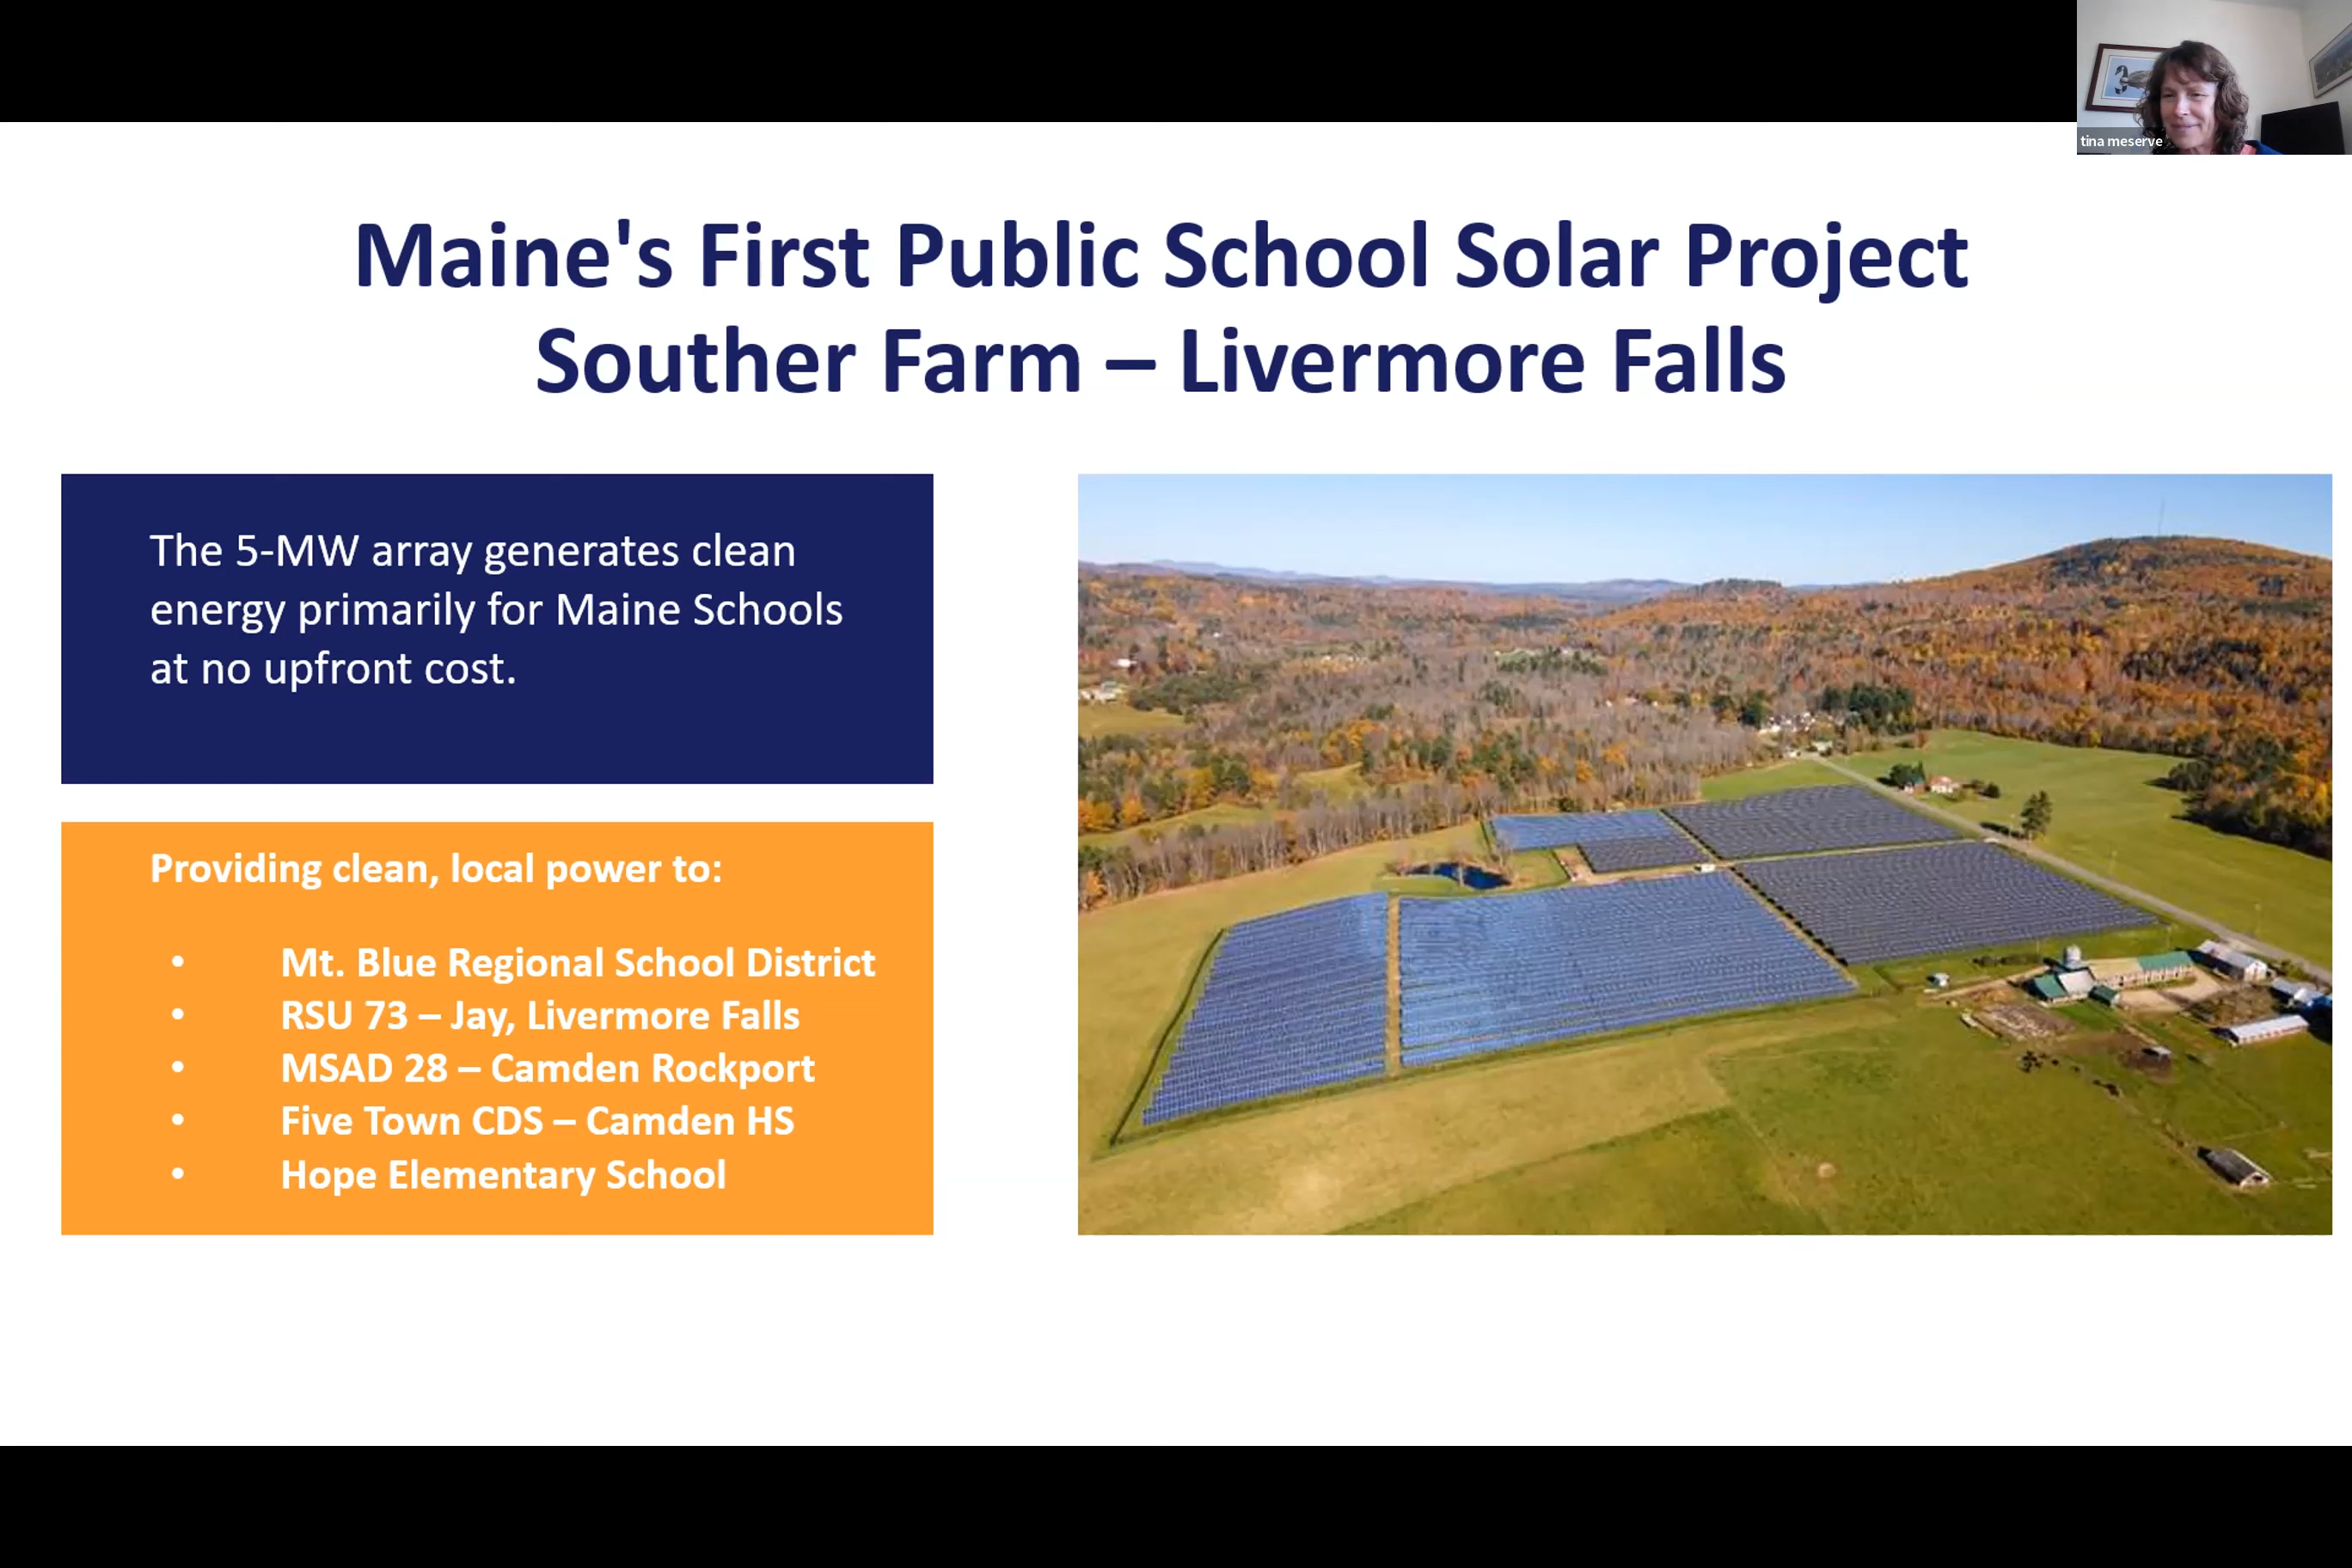 tina meserve
Maine's First Public School Solar Project
Souther Farm – Livermore Falls
The 5-MW array generates clean
energy primarily for Maine Schools
at no upfront cost.
Providing clean, local power to:
• Mt. Blue Regional School District
• RSU 73 – Jay, Livermore Falls
• MSAD 28 – Camden Rockport
• Five Town CDS – Camden HS
• Hope Elementary School